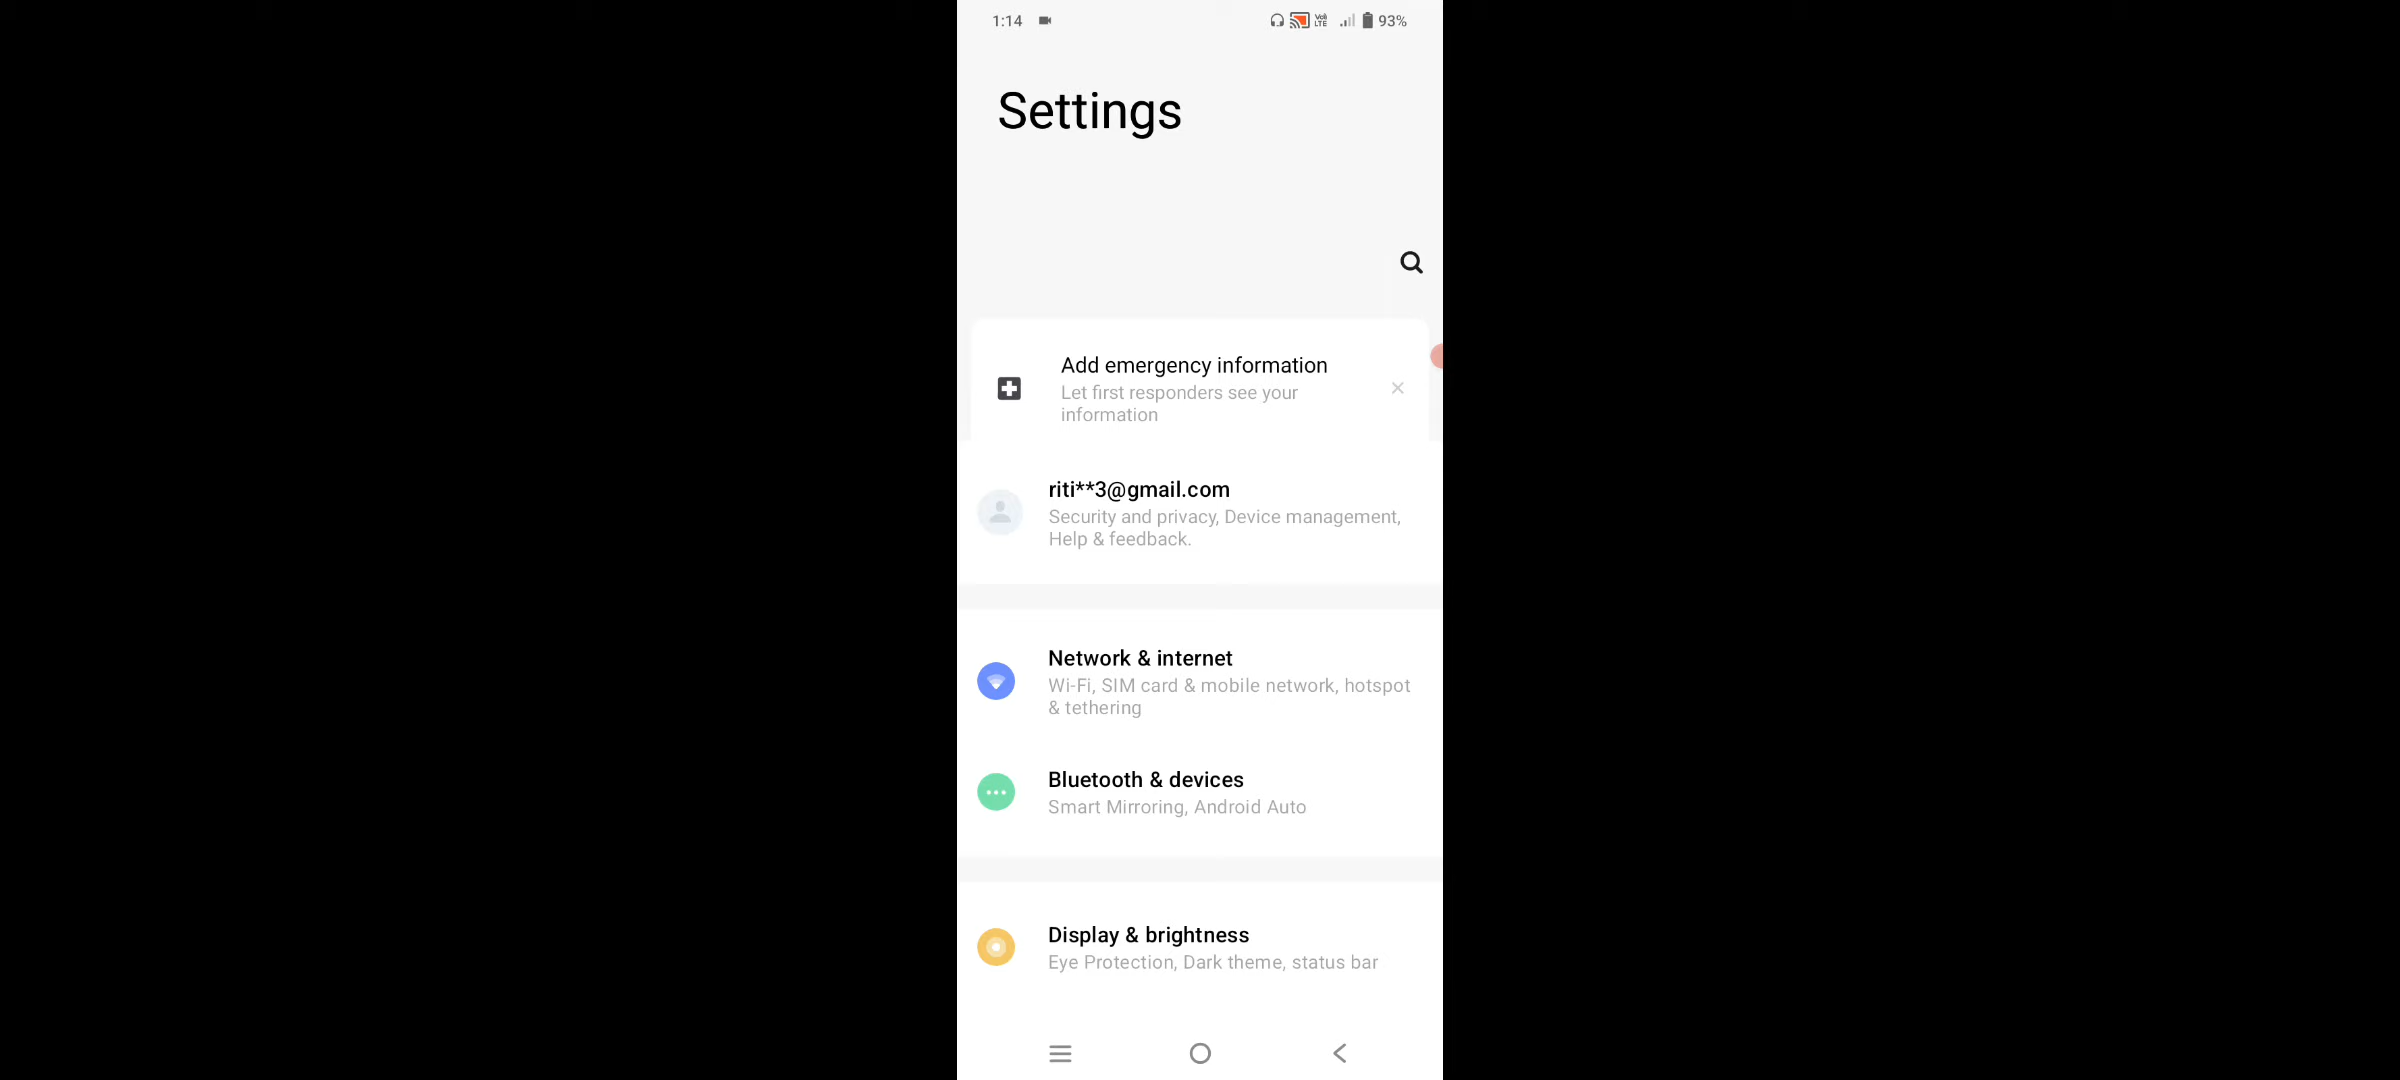 1:14
Vo) LTE
93%
Settings
Add emergency information
Let first responders see your
information
riti**3@gmail.com
Security and privacy, Device management,
Help & feedback.
Network & internet
Wi-Fi, SIM card & mobile network, hotspot
& tethering
Bluetooth & devices
Smart Mirroring, Android Auto
Display & brightness
Eye Protection, Dark theme, status bar